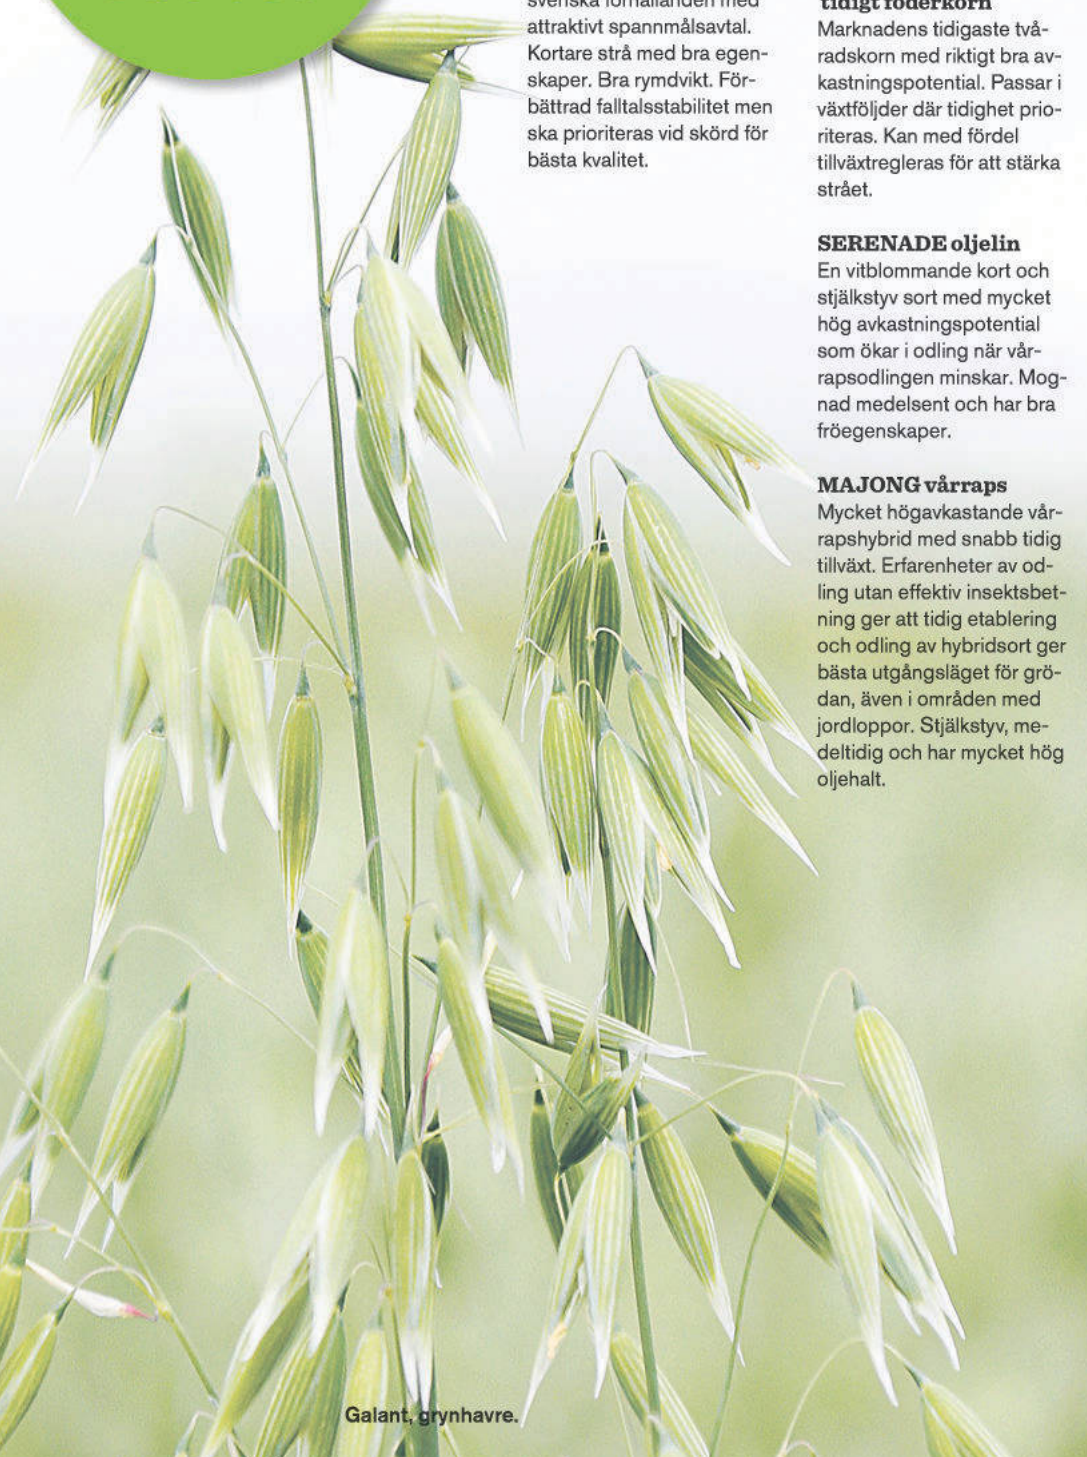 svenska förhållanden med
attraktivt spannmålsavtal.
Kortare strå med bra egen-
skaper. Bra rymdvikt. För-
bättrad falltalsstabilitet men
ska prioriteras vid skörd för
bästa kvalitet.
tidigt foderkorn
Marknadens tidigaste två-
radskorn med riktigt bra av-
kastningspotential. Passar i
växtföljder där tidighet prio-
riteras. Kan med fördel
tillväxtregleras för att stärka
strået.
SERENADE oljelin
En vitblommande kort och
stjälkstyv sort med mycket
hög avkastningspotential
som ökar i odling när vår-
rapsodlingen minskar. Mog-
nad medelsent och har bra
fröegenskaper.
MAJONG vårraps
Mycket högavkastande vår-
rapshybrid med snabb tidig
tillväxt. Erfarenheter av od-
ling utan effektiv insektsbet-
ning ger att tidig etablering
och odling av hybridsort ger
bästa utgångsläget för grö-
dan, även i områden med
jordloppor. Stjälkstyv, me-
deltidig och har mycket hög
oljehalt.
Galant, grynhavre.